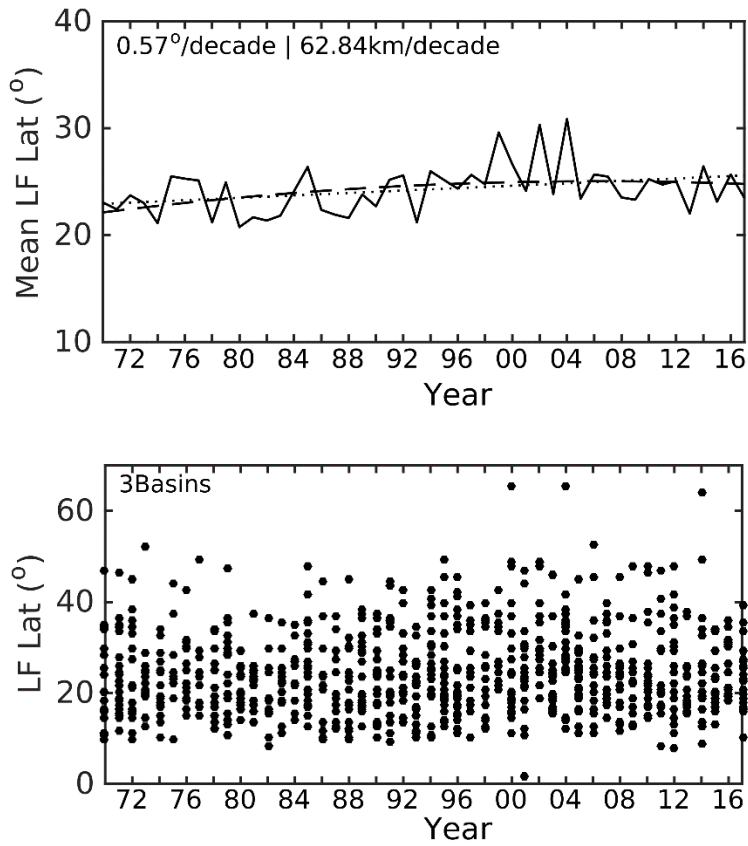 40
0.57°/decade | 62.84km/decade
30
20
10
Mean LF Lat (°)
72 76 80 84 88 92 96 00 04 08 12 16
Year
3Basins
60
40
20
0
LF Lat (°)
72 76 80 84 88 92 96 00 04 08 12 16
Year